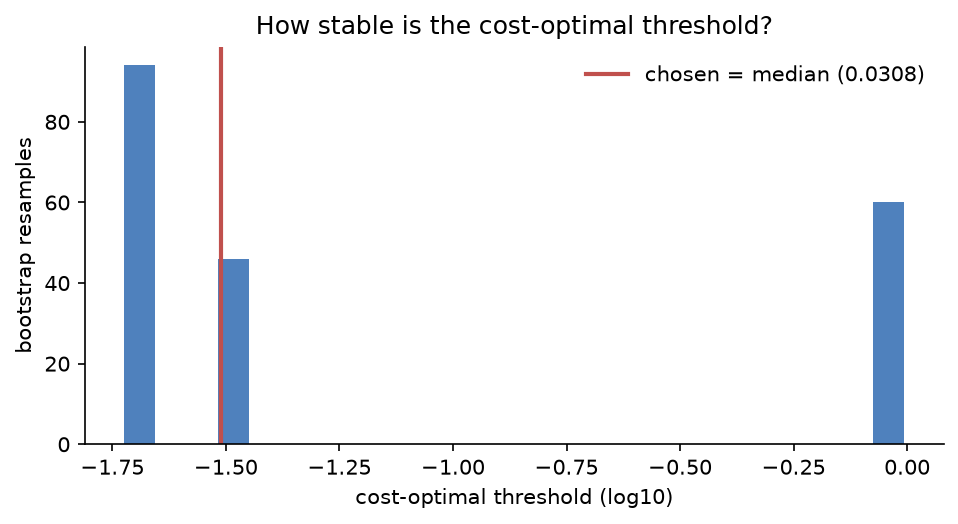 How stable is the cost-optimal threshold?
chosen = median (0.0308)
bootstrap resamples
80
60
40
20
0
−1.75 −1.50 −1.25 −1.00 −0.75 −0.50 −0.25 0.00
cost-optimal threshold (log10)